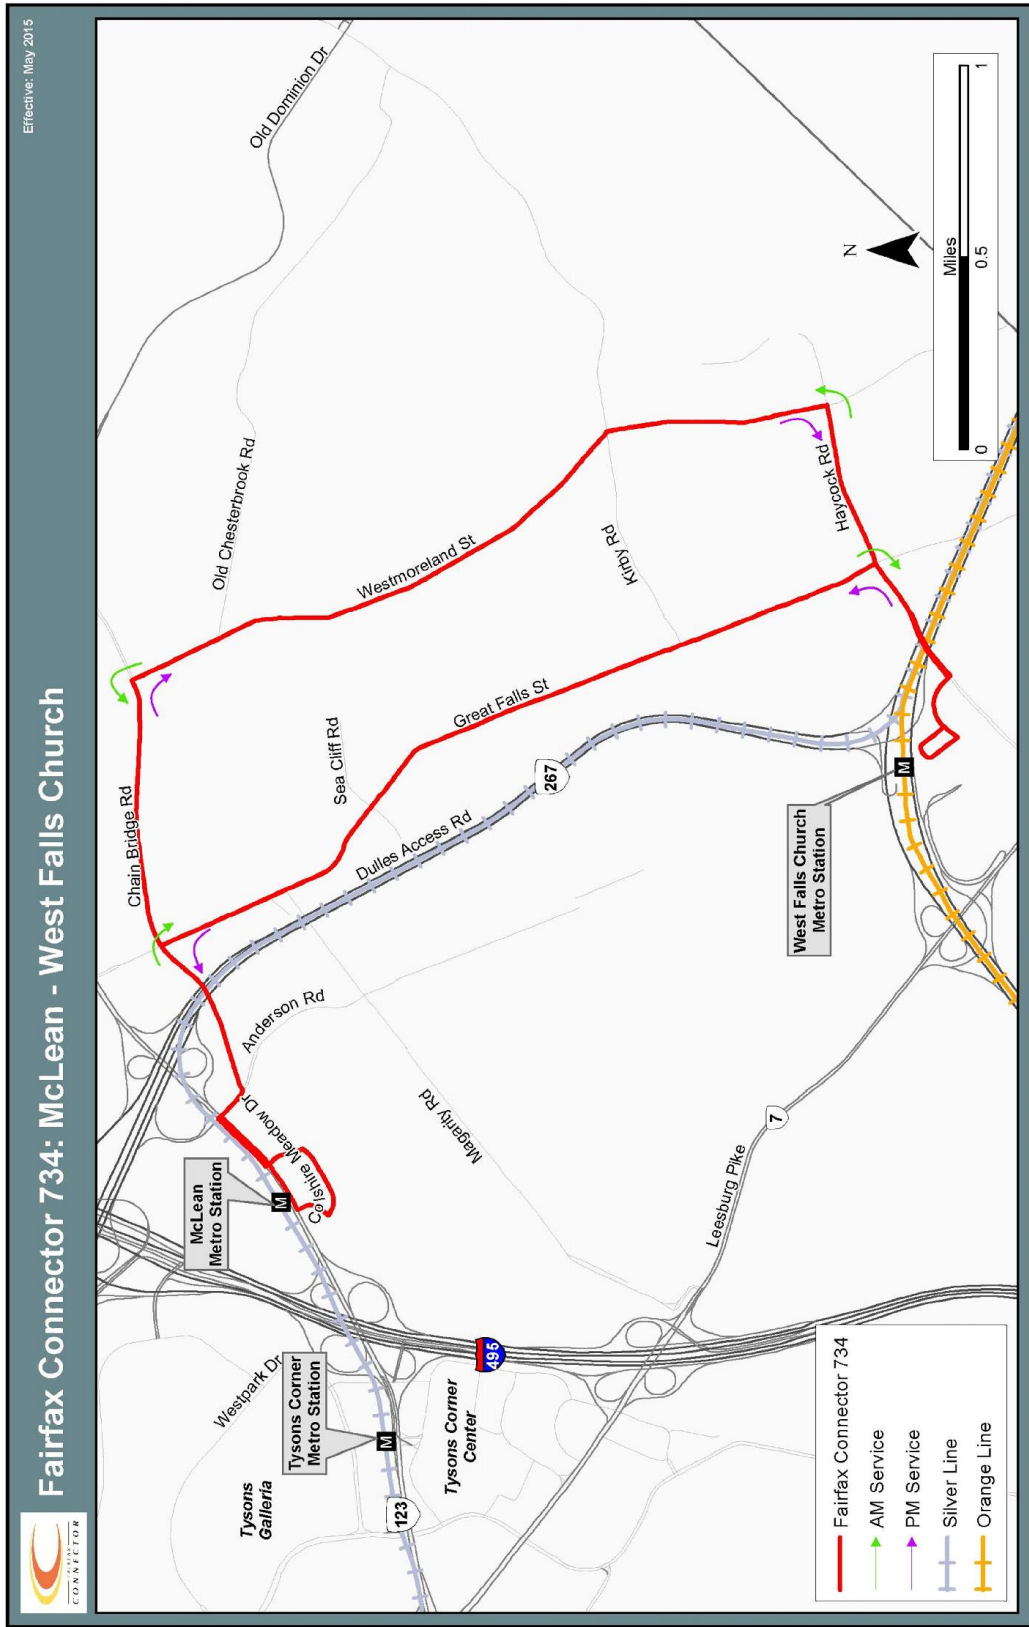 Fairfax Connector 734: McLean - West Falls Church
Effective: May 2015
FAIRFAX
CONNECTOR
Old Dominion Dr
Old Chesterbrook Rd
Chain Bridge Rd
Westmoreland St
Sea Cliff Rd
Great Falls St
Kirby Rd
Haycock Rd
Dulles Access Rd
267
Anderson Rd
Colshire Meadow Dr
Magarity Rd
McLean
Metro Station
M
West Falls Church
Metro Station
M
Leesburg Pike
7
Westpark Dr
Tysons Corner
Metro Station
M
Tysons
Galleria
Tysons Corner
Center
495
123
N
Miles
0 0.5 1
Fairfax Connector 734
AM Service
PM Service
Silver Line
Orange Line